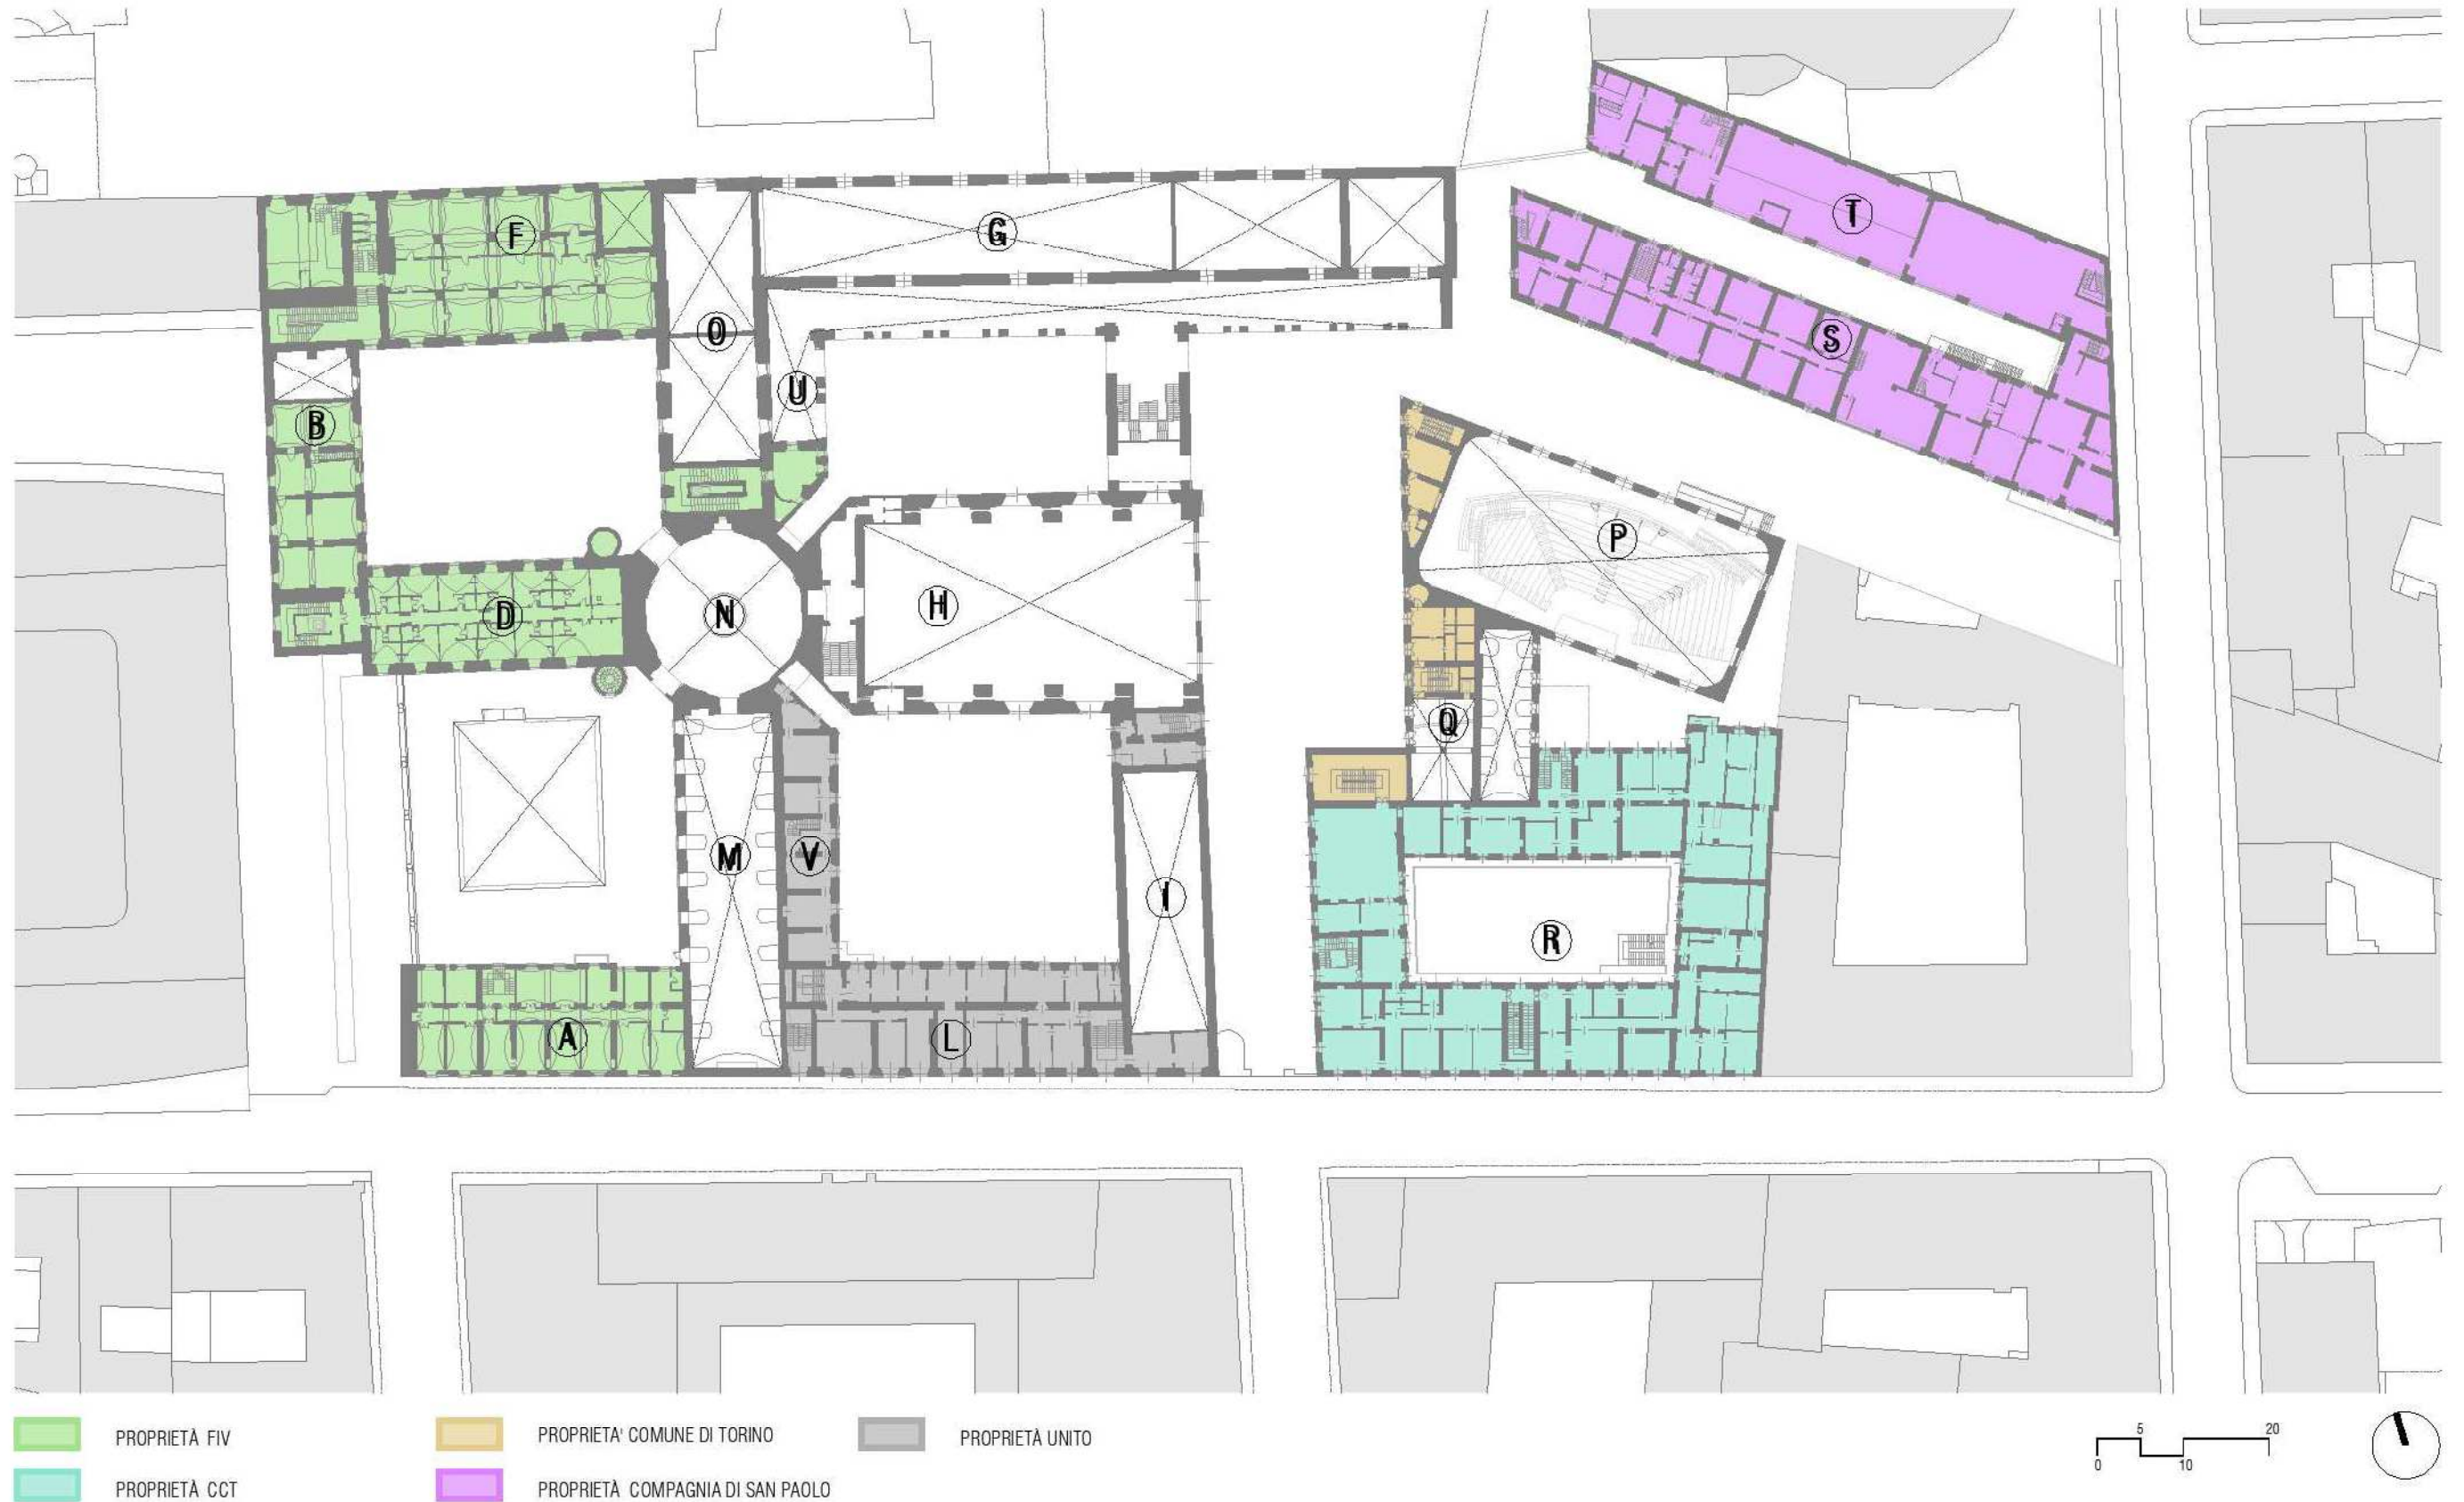 T
F
G
O
S
U
B
P
H
D
N
Q
V
M
I
R
A
L
PROPRIETÀ FIV
PROPRIETA' COMUNE DI TORINO
PROPRIETÀ UNITO
5 20
0 10
PROPRIETÀ CCT
PROPRIETÀ COMPAGNIA DI SAN PAOLO